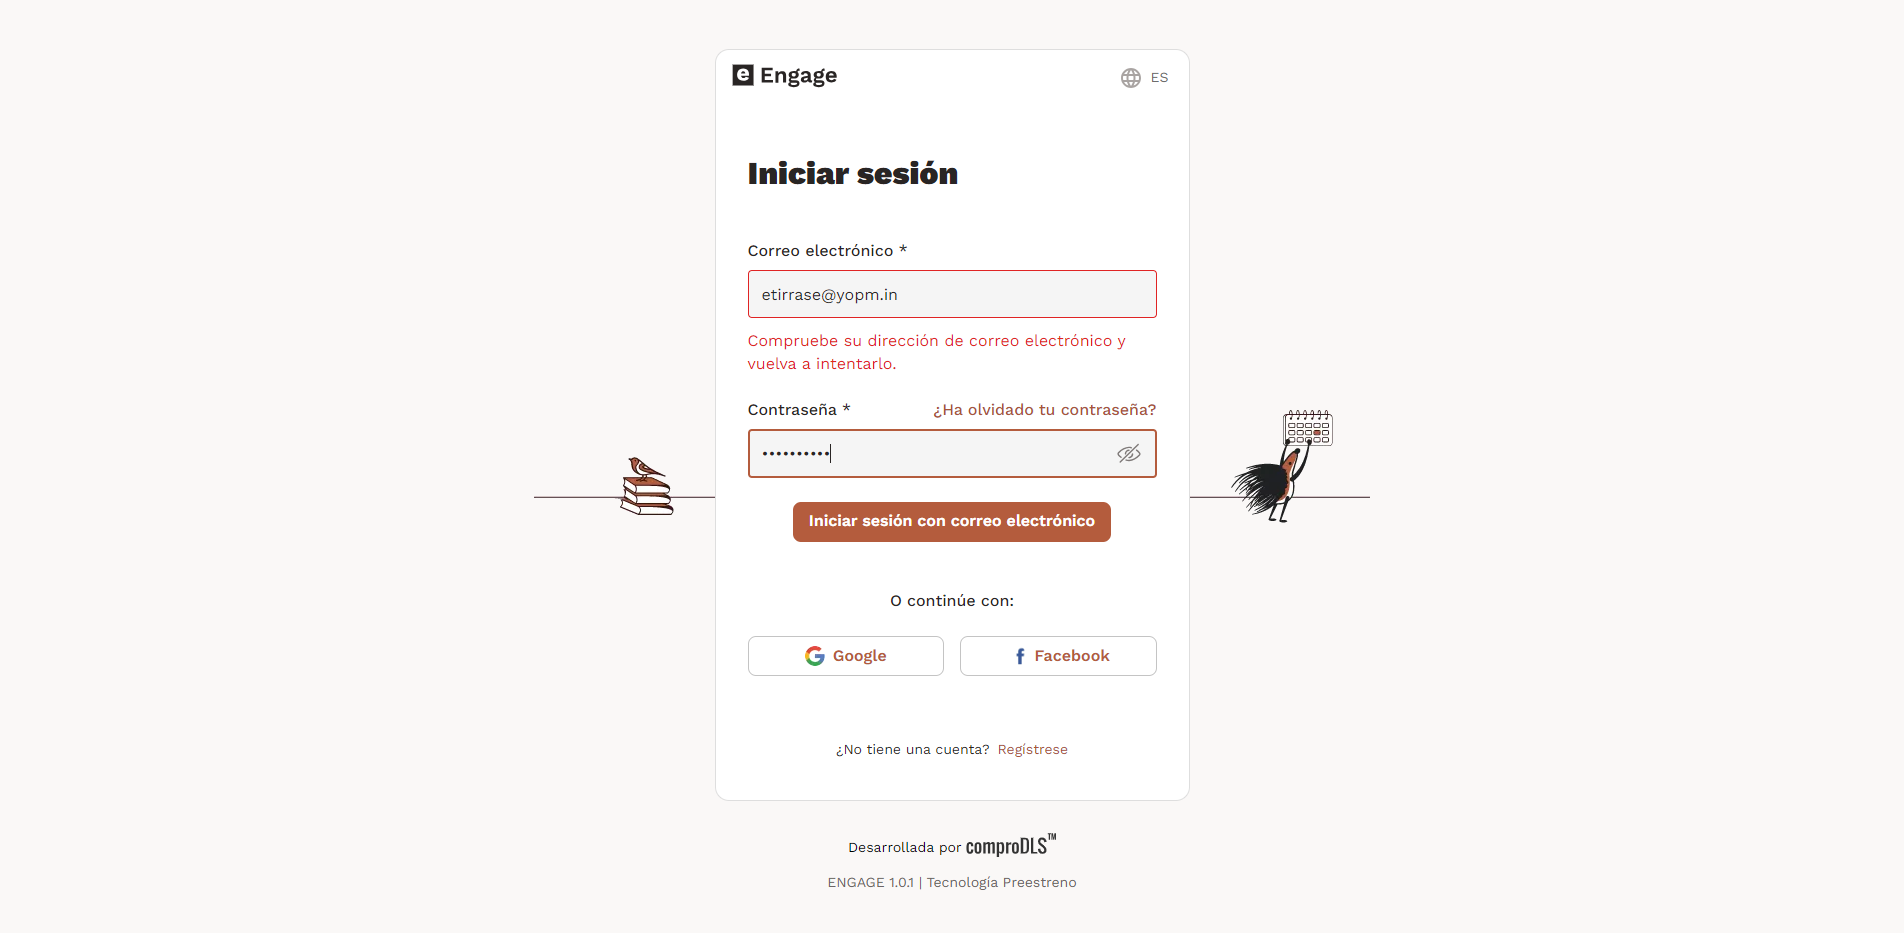 e Engage
ES
Iniciar sesión
Correo electrónico *
etirrase@yopm.in
Compruebe su dirección de correo electrónico y
vuelva a intentarlo.
Contraseña *
¿Ha olvidado tu contraseña?
••••••••••
Iniciar sesión con correo electrónico
O continúe con:
Google
Facebook
¿No tiene una cuenta? Regístrese
Desarrollada por comproDLS™
ENGAGE 1.0.1 | Tecnología Preestreno